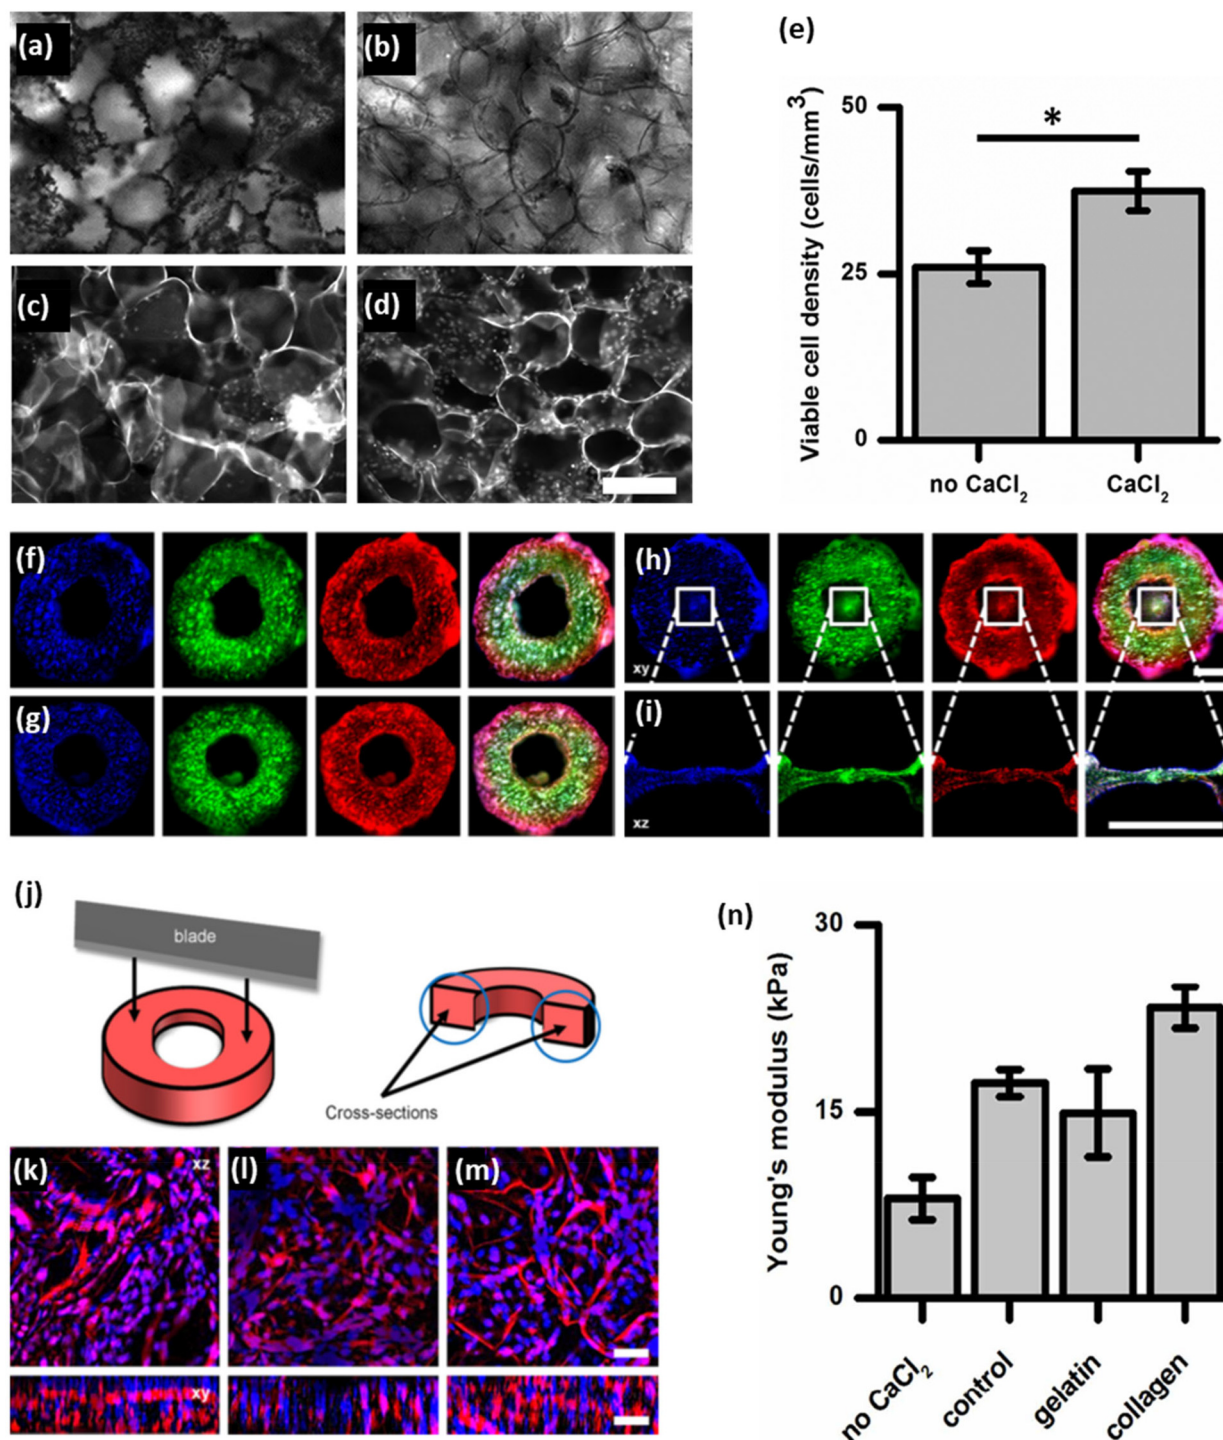 (a)
(b)
(c)
(d)
(e)
Viable cell density (cells/mm³)
50
25
0
*
no CaCl₂
CaCl₂
(f)
(g)
(h)
xy
(i)
xz
(j)
blade
Cross-sections
(k)
xz
(l)
(m)
xy
(n)
Young's modulus (kPa)
30
15
0
no CaCl₂
control
gelatin
collagen